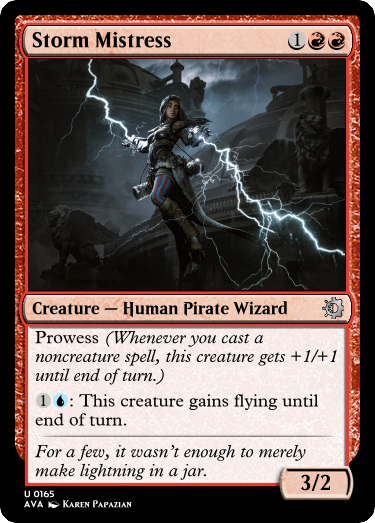 Storm Mistress 1
Creature — Human Pirate Wizard
Prowess (Whenever you cast a
noncreature spell, this creature gets +1/+1
until end of turn.)
1: This creature gains flying until
end of turn.
For a few, it wasn't enough to merely
make lightning in a jar.
3/2
U 0165
AVA Karen Papazian